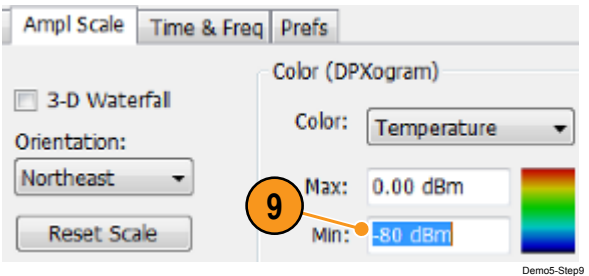 Ampl Scale Time & Freq Prefs
Color (DPXogram)
3-D Waterfall
Color: Temperature
Orientation:
Northeast
Max: 0.00 dBm
9
Reset Scale
Min: -80 dBm
Demo5-Step9